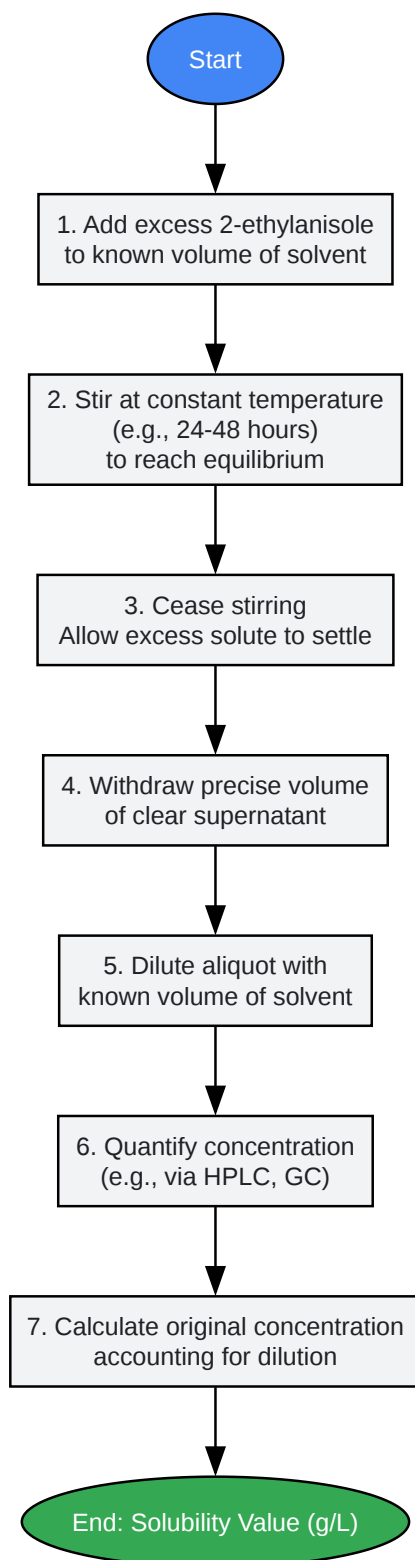 Start
1. Add excess 2-ethylanisole
to known volume of solvent
2. Stir at constant temperature
(e.g., 24-48 hours)
to reach equilibrium
3. Cease stirring
Allow excess solute to settle
4. Withdraw precise volume
of clear supernatant
5. Dilute aliquot with
known volume of solvent
6. Quantify concentration
(e.g., via HPLC, GC)
7. Calculate original concentration
accounting for dilution
End: Solubility Value (g/L)